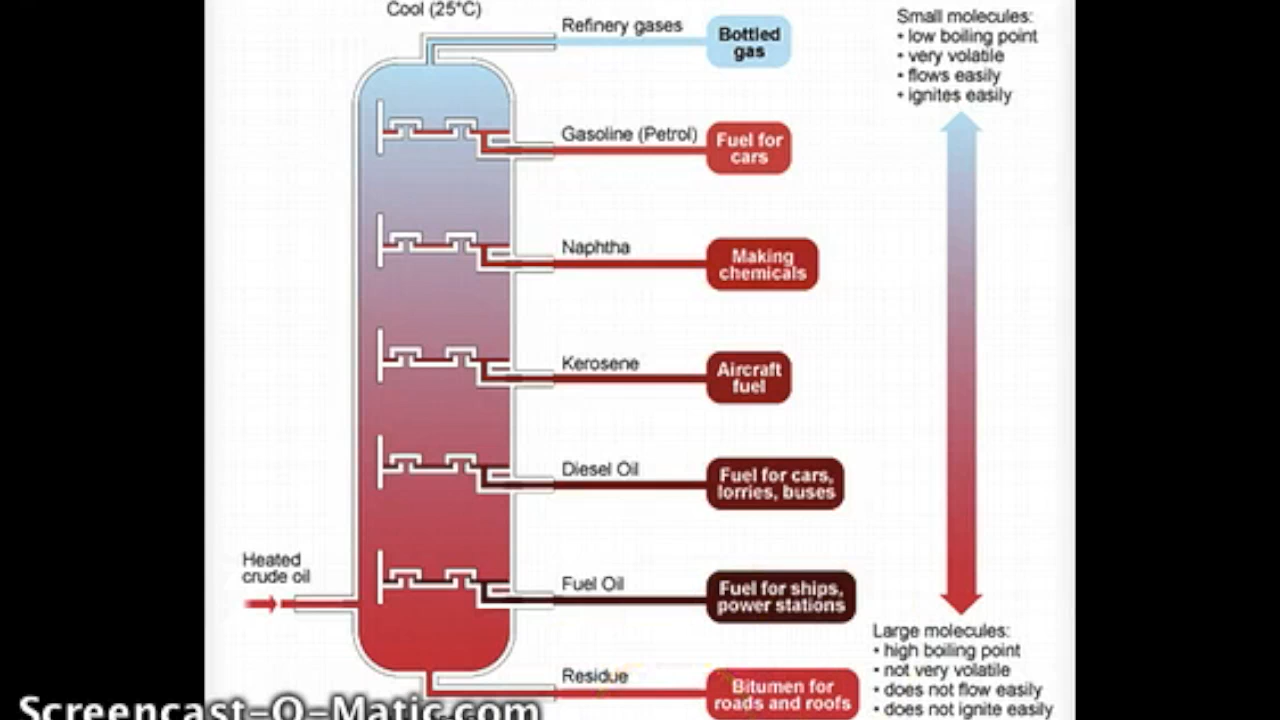 Cool (25°C)
Refinery gases
Bottled
gas
Small molecules:
• low boiling point
• very volatile
• flows easily
• ignites easily
Gasoline (Petrol)
Fuel for
cars
Naphtha
Making
chemicals
Kerosene
Aircraft
fuel
Diesel Oil
Fuel for cars,
lorries, buses
Heated
crude oil
Fuel Oil
Fuel for ships,
power stations
Large molecules:
• high boiling point
• not very volatile
• does not flow easily
• does not ignite easily
Residue
Bitumen for
roads and roofs
Screencast-O-Matic.com